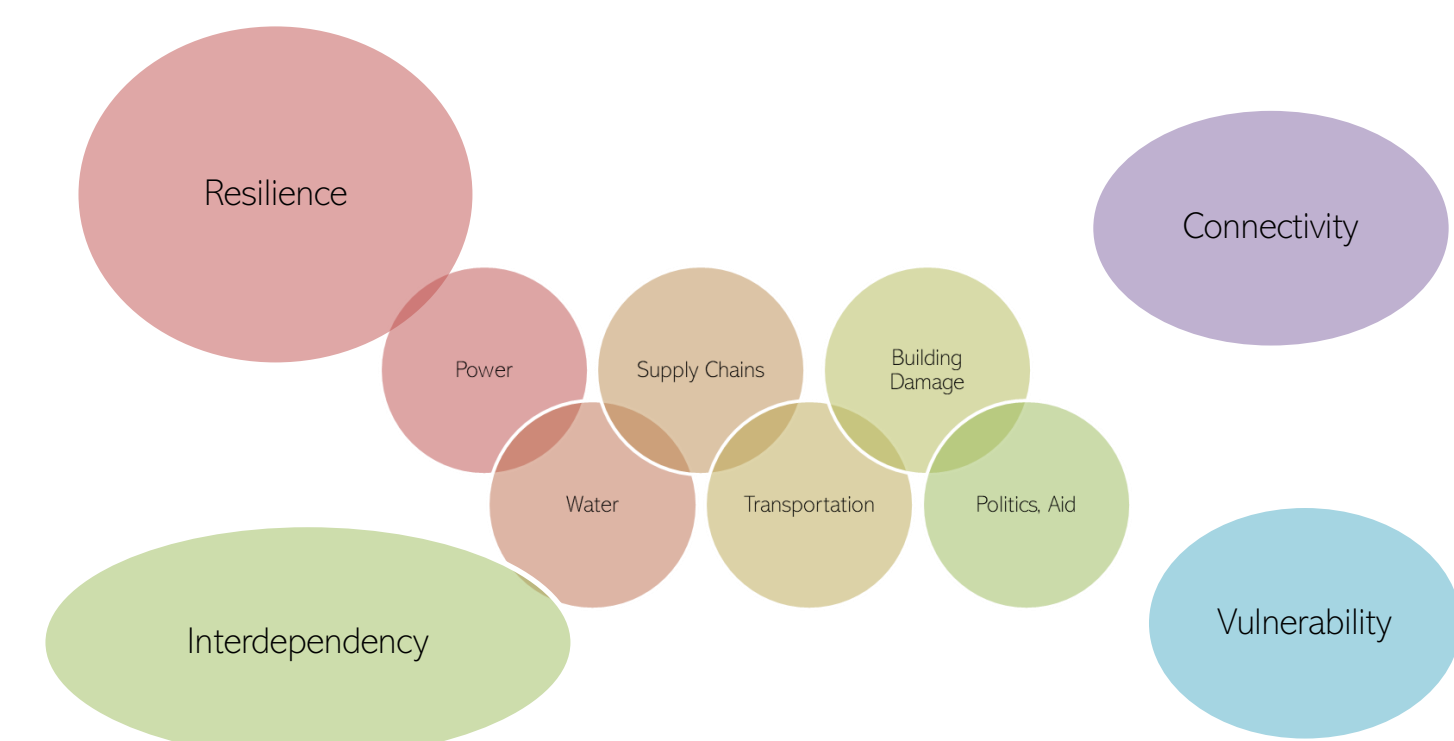 Resilience
Connectivity
Power
Supply Chains
Building
Damage
Water
Transportation
Politics, Aid
Interdependency
Vulnerability